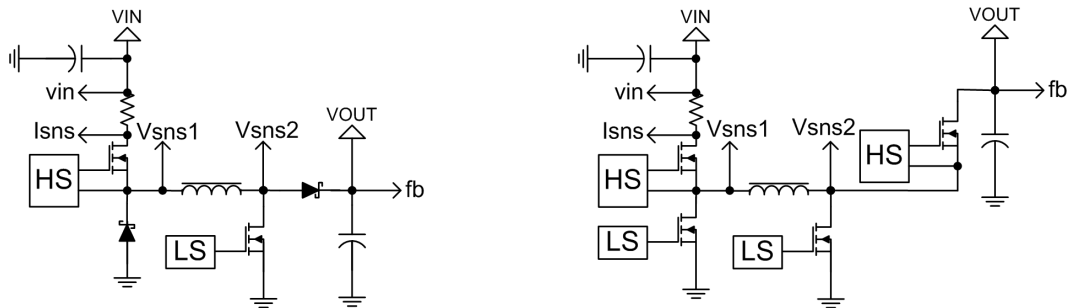 VIN
vin
Isns
Vsns1
Vsns2
VOUT
HS
fb
LS
VIN
VOUT
vin
fb
Isns
Vsns1
Vsns2
HS
HS
LS
LS